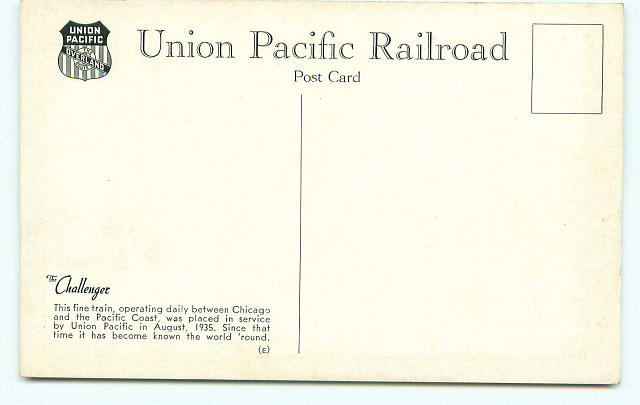 UNION
PACIFIC
OVERLAND
Union Pacific Railroad
Post Card
The Challenger
This fine train, operating daily between Chicago
and the Pacific Coast, was placed in service
by Union Pacific in August, 1935. Since that
time it has become known the world 'round.
(E)